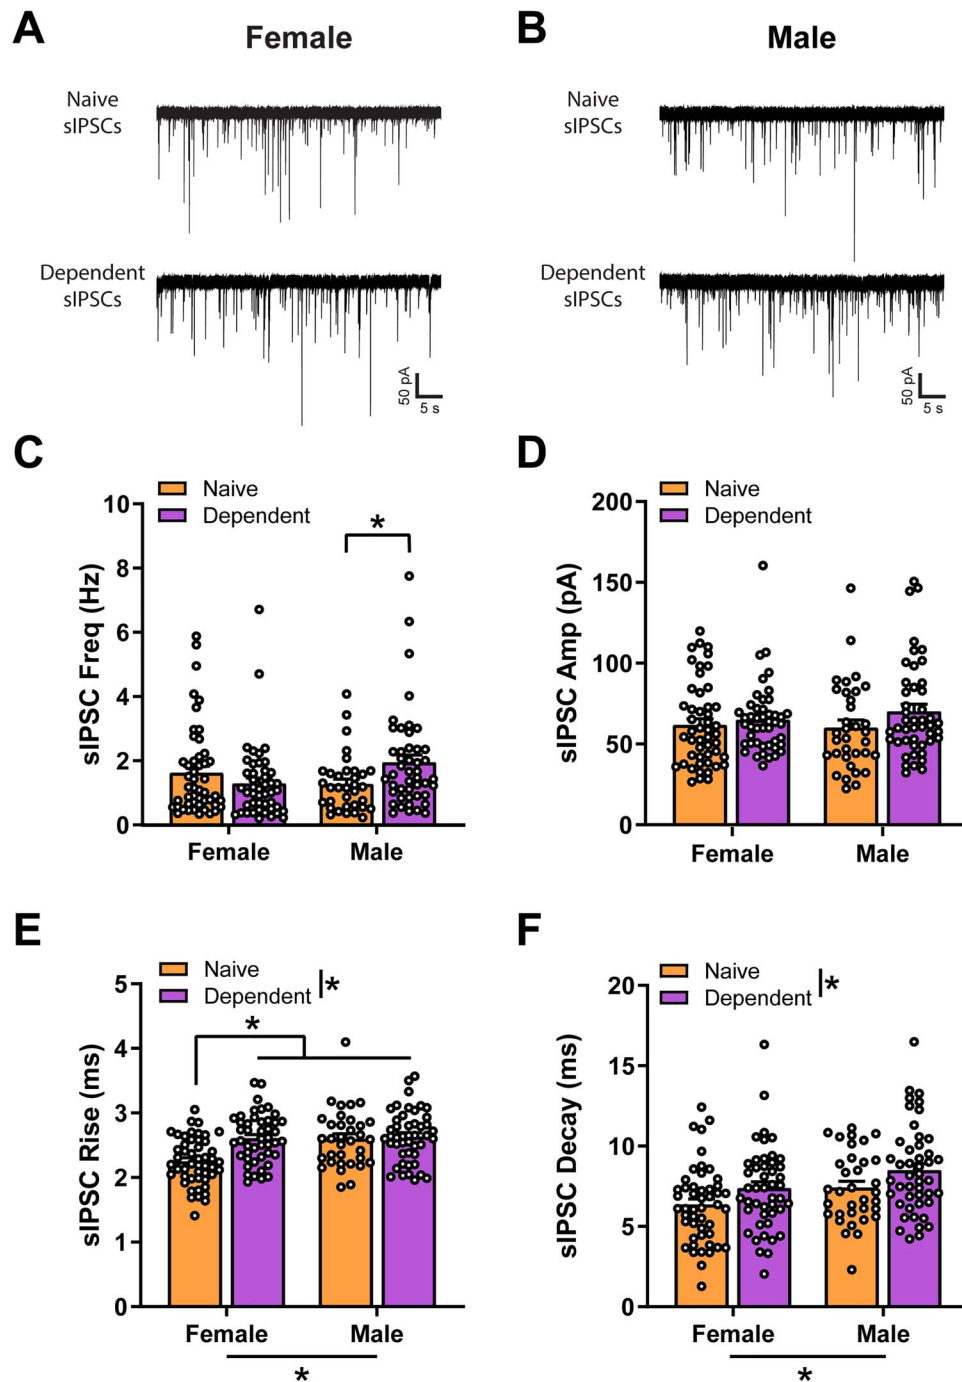 A
Female
B
Male
Naive
sIPSCs
Naive
sIPSCs
Dependent
sIPSCs
Dependent
sIPSCs
50 pA
5 s
50 pA
5 s
C
Naive
Dependent
*
sIPSC Freq (Hz)
10
8
6
4
2
0
Female
Male
D
Naive
Dependent
sIPSC Amp (pA)
200
150
100
50
0
Female
Male
E
Naive
Dependent
*
*
sIPSC Rise (ms)
5
4
3
2
1
0
Female
Male
*
F
Naive
Dependent
*
sIPSC Decay (ms)
20
15
10
5
0
Female
Male
*